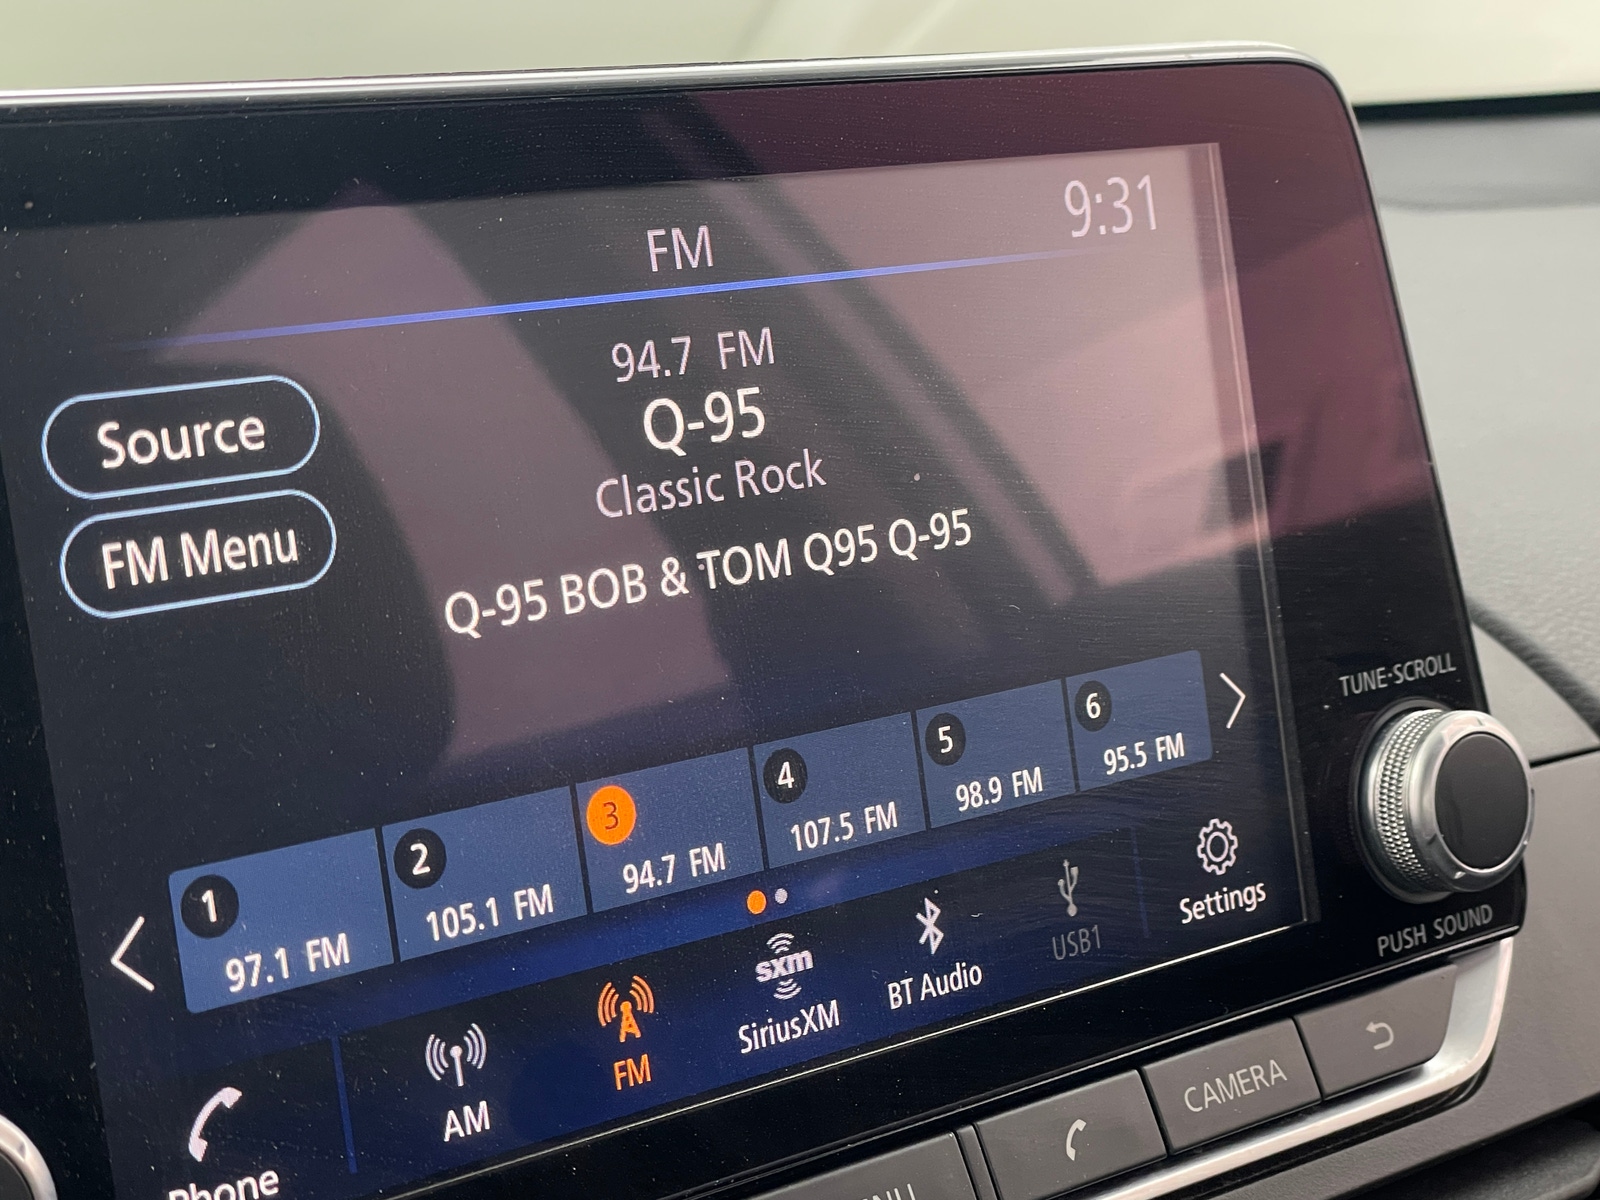 9:31
FM
94.7 FM
Q-95
Classic Rock
Q-95 BOB & TOM Q95 Q-95
Source
FM Menu
1
97.1 FM
2
105.1 FM
3
94.7 FM
4
107.5 FM
5
98.9 FM
6
95.5 FM
Phone
AM
FM
sxm
SiriusXM
BT Audio
USB1
Settings
TUNE·SCROLL
PUSH SOUND
CAMERA